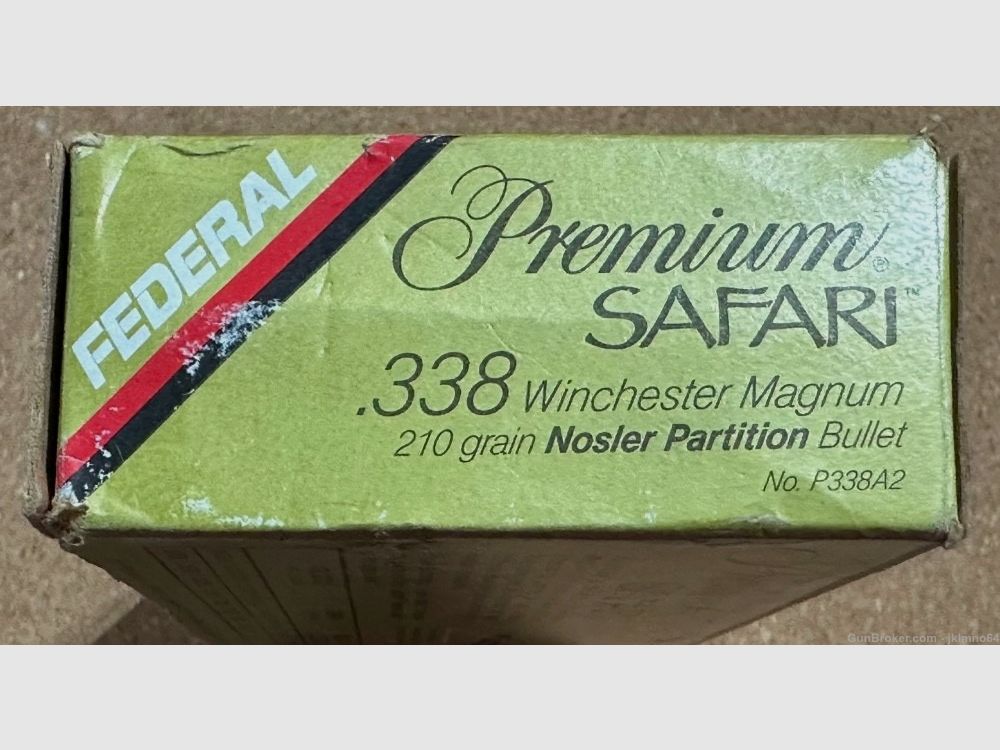 FEDERAL
Premium®
SAFARI™
.338 Winchester Magnum
210 grain Nosler Partition Bullet
No. P338A2
GunBroker.com - jklmno64